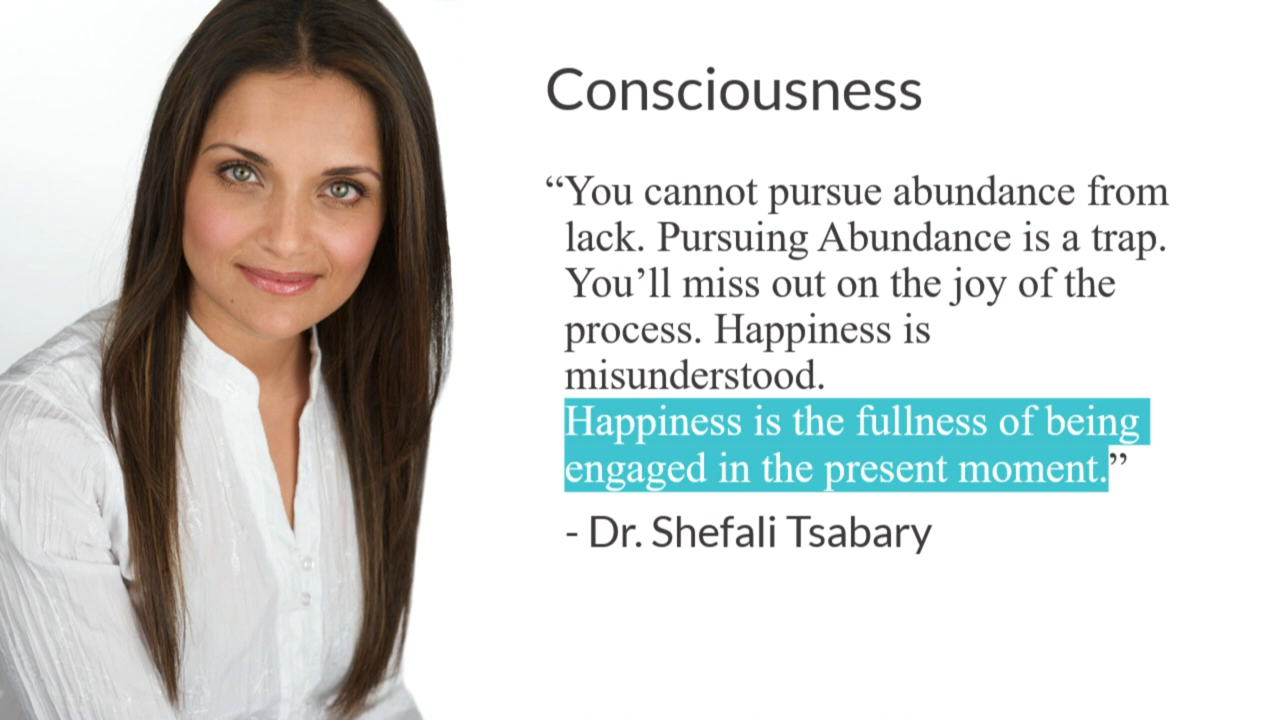 Consciousness
“You cannot pursue abundance from
lack. Pursuing Abundance is a trap.
You’ll miss out on the joy of the
process. Happiness is
misunderstood.
Happiness is the fullness of being
engaged in the present moment.”
- Dr. Shefali Tsabary